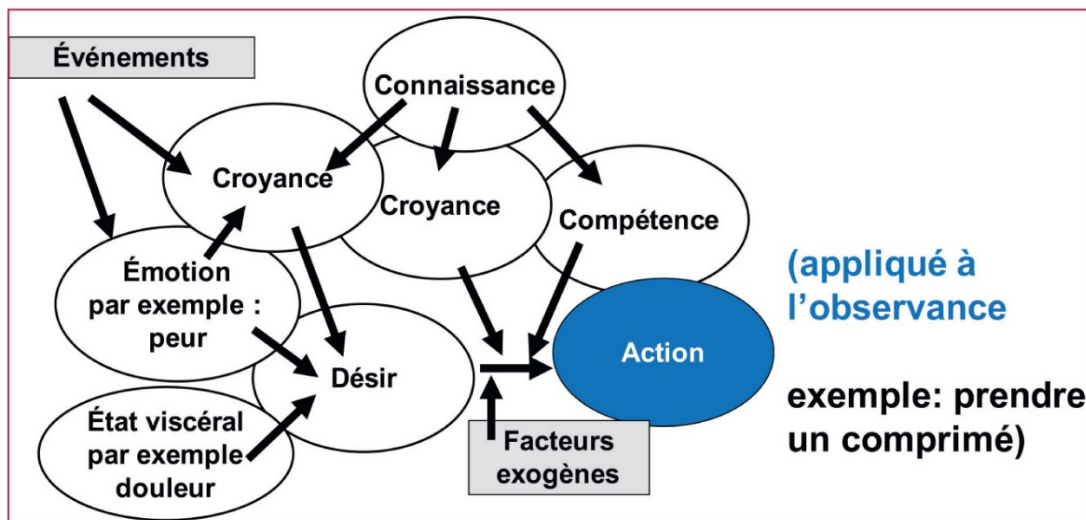 Événements
Connaissance
Croyance
Croyance
Compétence
Émotion
par exemple :
peur
(appliqué à
l’observance
Désir
Action
exemple: prendre
un comprimé)
État viscéral
par exemple
douleur
Facteurs
exogènes